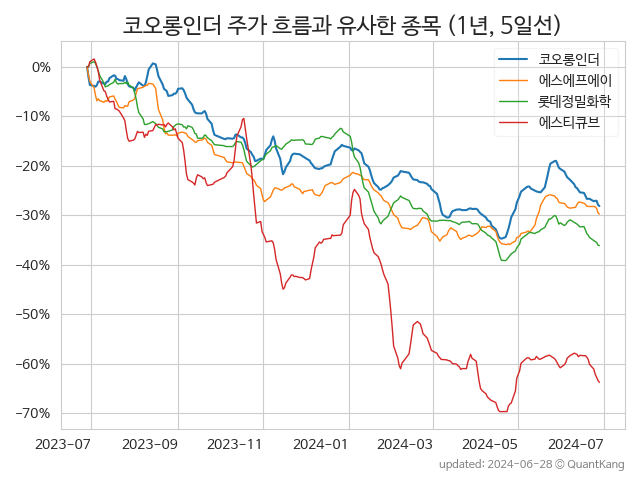 코오롱인더 주가 흐름과 유사한 종목 (1년, 5일선)
코오롱인더
에스에프에이
롯데정밀화학
에스티큐브
0%
−10%
−20%
−30%
−40%
−50%
−60%
−70%
2023-07 2023-09 2023-11 2024-01 2024-03 2024-05 2024-07
updated: 2024-06-28 © QuantKang